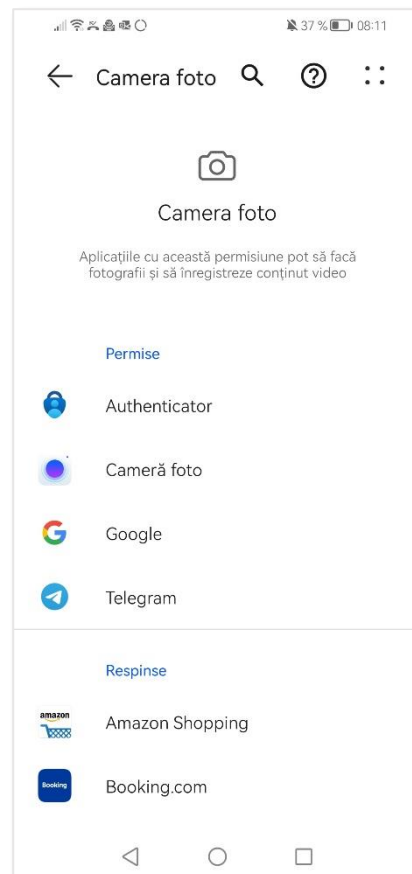 37 % 08:11
Camera foto
Camera foto
Aplicațiile cu această permisiune pot să facă
fotografii și să înregistreze conținut video
Permise
Authenticator
Cameră foto
Google
Telegram
Respinse
amazon
Amazon Shopping
Booking
Booking.com